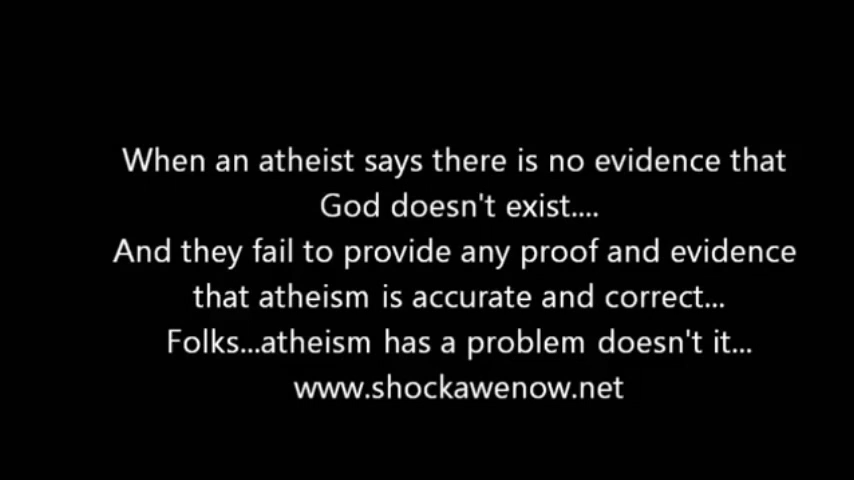 When an atheist says there is no evidence that
God doesn't exist....
And they fail to provide any proof and evidence
that atheism is accurate and correct...
Folks...atheism has a problem doesn't it...
www.shockawenow.net